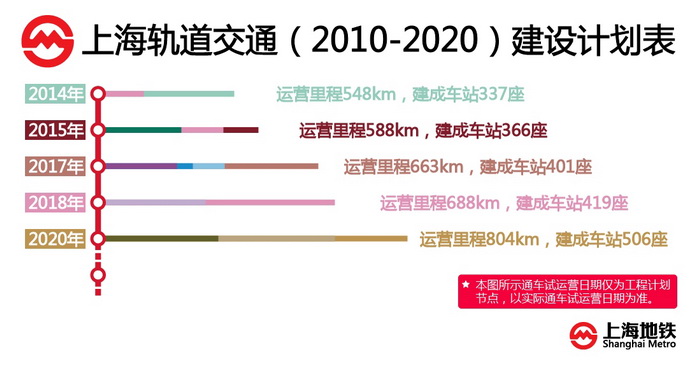 上海轨道交通（2010-2020）建设计划表
2014年 运营里程548km，建成车站337座
2015年 运营里程588km，建成车站366座
2017年 运营里程663km，建成车站401座
2018年 运营里程688km，建成车站419座
2020年 运营里程804km，建成车站506座
★ 本图所示通车试运营日期仅为工程计划
节点，以实际通车试运营日期为准。
上海地铁
Shanghai Metro